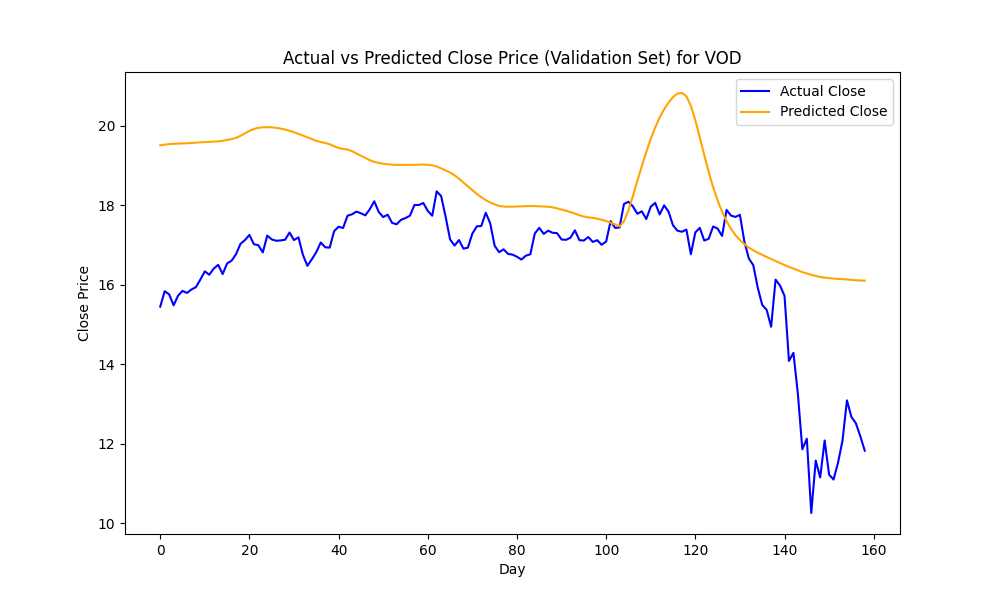 Actual vs Predicted Close Price (Validation Set) for VOD
Actual Close
Predicted Close
Close Price
20
18
16
14
12
10
0 20 40 60 80 100 120 140 160
Day